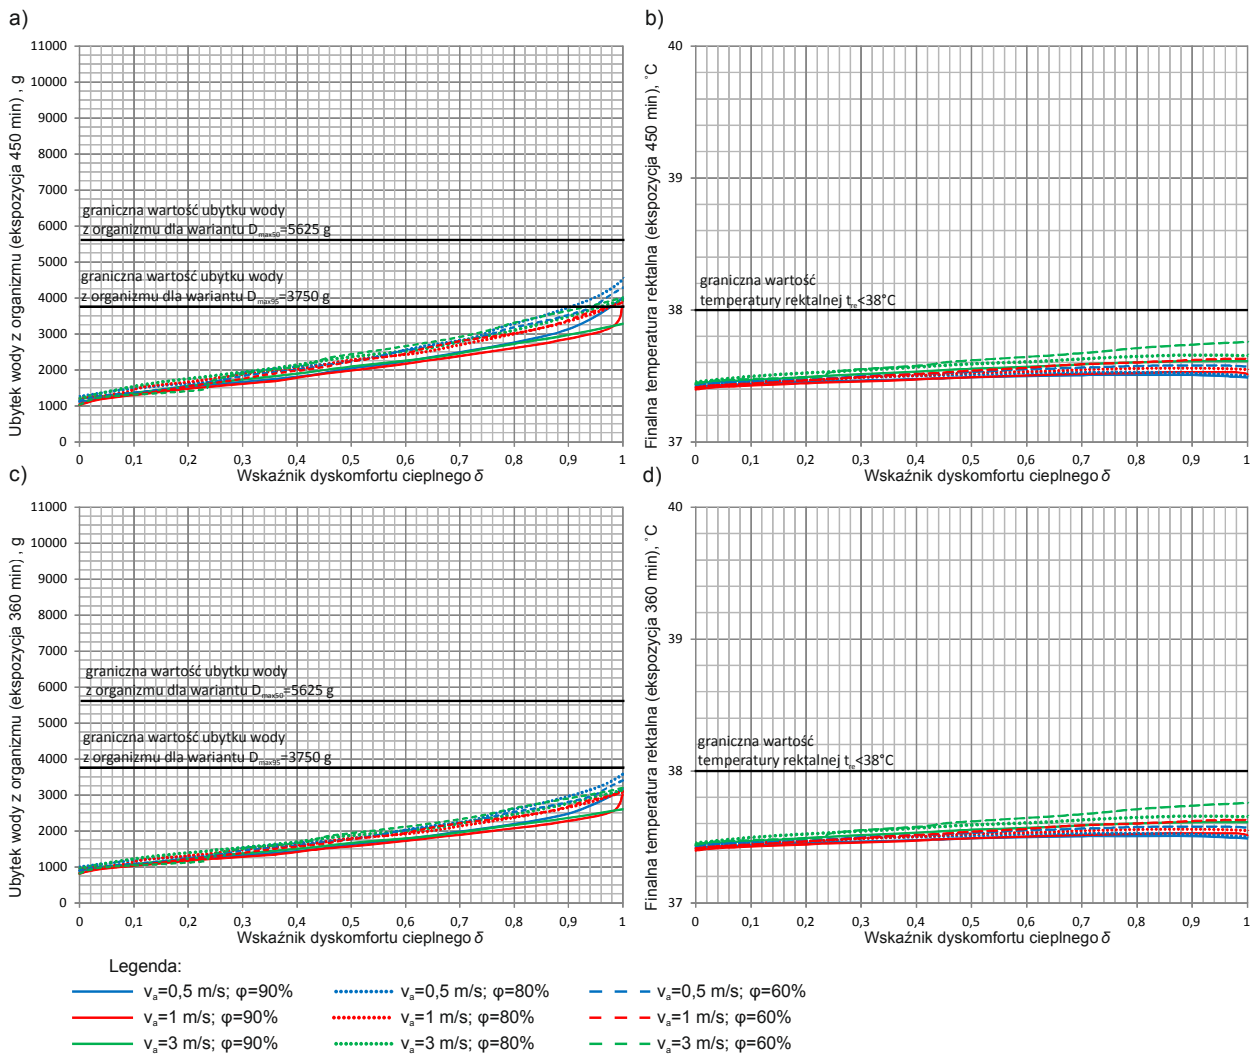 a)
Ubytek wody z organizmu (ekspozycja 450 min) , g
11000
10000
9000
8000
7000
6000
5000
4000
3000
2000
1000
0
graniczna wartość ubytku wody
z organizmu dla wariantu Dmax50=5625 g
graniczna wartość ubytku wody
z organizmu dla wariantu Dmax95=3750 g
0 0,1 0,2 0,3 0,4 0,5 0,6 0,7 0,8 0,9 1
Wskaźnik dyskomfortu cieplnego δ
b)
Finalna temperatura rektalna (ekspozycja 450 min), °C
40
39
38
37
graniczna wartość
temperatury rektalnej tre<38°C
0 0,1 0,2 0,3 0,4 0,5 0,6 0,7 0,8 0,9 1
Wskaźnik dyskomfortu cieplnego δ
c)
Ubytek wody z organizmu (ekspozycja 360 min) , g
11000
10000
9000
8000
7000
6000
5000
4000
3000
2000
1000
0
graniczna wartość ubytku wody
z organizmu dla wariantu Dmax50=5625 g
graniczna wartość ubytku wody
z organizmu dla wariantu Dmax95=3750 g
0 0,1 0,2 0,3 0,4 0,5 0,6 0,7 0,8 0,9 1
Wskaźnik dyskomfortu cieplnego δ
d)
Finalna temperatura rektalna (ekspozycja 360 min), °C
40
39
38
37
graniczna wartość
temperatury rektalnej tre<38°C
0 0,1 0,2 0,3 0,4 0,5 0,6 0,7 0,8 0,9 1
Wskaźnik dyskomfortu cieplnego δ
Legenda:
va=0,5 m/s; φ=90% va=0,5 m/s; φ=80% va=0,5 m/s; φ=60%
va=1 m/s; φ=90% va=1 m/s; φ=80% va=1 m/s; φ=60%
va=3 m/s; φ=90% va=3 m/s; φ=80% va=3 m/s; φ=60%